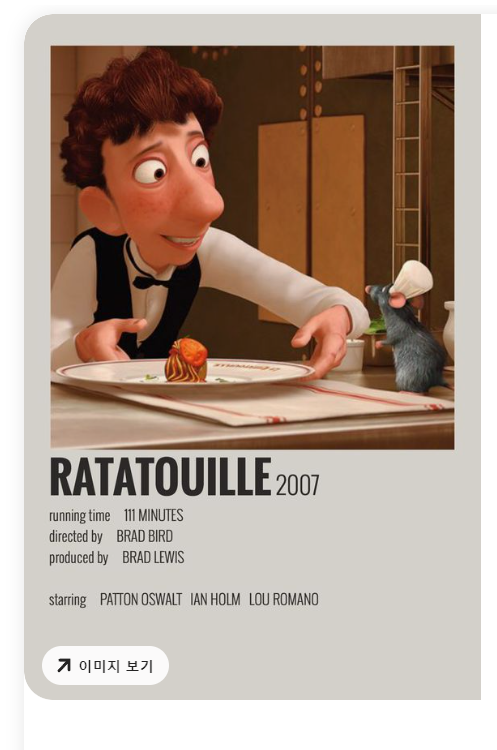 RATATOUILLE 2007
running time 111 MINUTES
directed by BRAD BIRD
produced by BRAD LEWIS
starring PATTON OSWALT IAN HOLM LOU ROMANO
이미지 보기